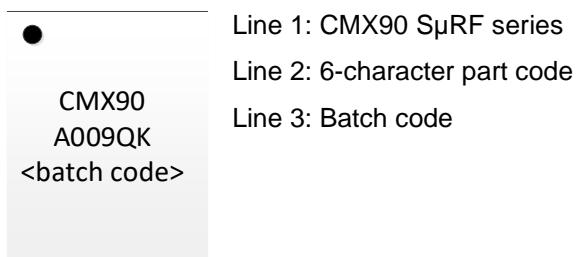 CMX90
A009QK
<batch code>
Line 1: CMX90 SµRF series
Line 2: 6-character part code
Line 3: Batch code